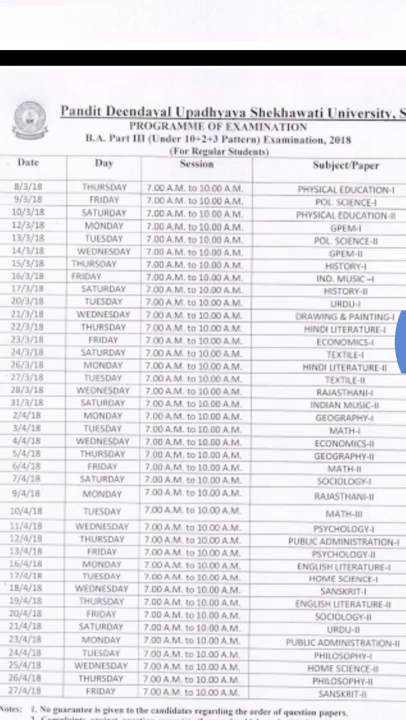 Pandit Deendayal Upadhyaya Shekhawati University, S
PROGRAMME OF EXAMINATION
B.A. Part III (Under 10+2+3 Pattern) Examination, 2018
(For Regular Students)
Date Day Session Subject/Paper
8/3/18 THURSDAY 7.00 A.M. to 10.00 A.M. PHYSICAL EDUCATION-I
9/3/18 FRIDAY 7.00 A.M. to 10.00 A.M. POL. SCIENCE-I
10/3/18 SATURDAY 7.00 A.M. to 10.00 A.M. PHYSICAL EDUCATION-II
12/3/18 MONDAY 7.00 A.M. to 10.00 A.M. GPEM-I
13/3/18 TUESDAY 7.00 A.M. to 10.00 A.M. POL. SCIENCE-II
14/3/18 WEDNESDAY 7.00 A.M. to 10.00 A.M. GPEM-II
15/3/18 THURSDAY 7.00 A.M. to 10.00 A.M. HISTORY-I
16/3/18 FRIDAY 7.00 A.M. to 10.00 A.M. IND. MUSIC –I
17/3/18 SATURDAY 7.00 A.M. to 10.00 A.M. HISTORY-II
20/3/18 TUESDAY 7.00 A.M. to 10.00 A.M. URDU-I
21/3/18 WEDNESDAY 7.00 A.M. to 10.00 A.M. DRAWING & PAINTING-I
22/3/18 THURSDAY 7.00 A.M. to 10.00 A.M. HINDI LITERATURE-I
23/3/18 FRIDAY 7.00 A.M. to 10.00 A.M. ECONOMICS-I
24/3/18 SATURDAY 7.00 A.M. to 10.00 A.M. TEXTILE-I
26/3/18 MONDAY 7.00 A.M. to 10.00 A.M. HINDI LITERATURE-II
27/3/18 TUESDAY 7.00 A.M. to 10.00 A.M. TEXTILE-II
28/3/18 WEDNESDAY 7.00 A.M. to 10.00 A.M. RAJASTHANI-I
31/3/18 SATURDAY 7.00 A.M. to 10.00 A.M. INDIAN MUSIC-II
2/4/18 MONDAY 7.00 A.M. to 10.00 A.M. GEOGRAPHY-I
3/4/18 TUESDAY 7.00 A.M. to 10.00 A.M. MATH-I
4/4/18 WEDNESDAY 7.00 A.M. to 10.00 A.M. ECONOMICS-II
5/4/18 THURSDAY 7.00 A.M. to 10.00 A.M. GEOGRAPHY-II
6/4/18 FRIDAY 7.00 A.M. to 10.00 A.M. MATH-II
7/4/18 SATURDAY 7.00 A.M. to 10.00 A.M. SOCIOLOGY-I
9/4/18 MONDAY 7.00 A.M. to 10.00 A.M. RAJASTHANI-II
10/4/18 TUESDAY 7.00 A.M. to 10.00 A.M. MATH-III
11/4/18 WEDNESDAY 7.00 A.M. to 10.00 A.M. PSYCHOLOGY-I
12/4/18 THURSDAY 7.00 A.M. to 10.00 A.M. PUBLIC ADMINISTRATION-I
13/4/18 FRIDAY 7.00 A.M. to 10.00 A.M. PSYCHOLOGY-II
16/4/18 MONDAY 7.00 A.M. to 10.00 A.M. ENGLISH LITERATURE-I
17/4/18 TUESDAY 7.00 A.M. to 10.00 A.M. HOME SCIENCE-I
18/4/18 WEDNESDAY 7.00 A.M. to 10.00 A.M. SANSKRIT-I
19/4/18 THURSDAY 7.00 A.M. to 10.00 A.M. ENGLISH LITERATURE-II
20/4/18 FRIDAY 7.00 A.M. to 10.00 A.M. SOCIOLOGY-II
21/4/18 SATURDAY 7.00 A.M. to 10.00 A.M. URDU-II
23/4/18 MONDAY 7.00 A.M. to 10.00 A.M. PUBLIC ADMINISTRATION-II
24/4/18 TUESDAY 7.00 A.M. to 10.00 A.M. PHILOSOPHY-I
25/4/18 WEDNESDAY 7.00 A.M. to 10.00 A.M. HOME SCIENCE-II
26/4/18 THURSDAY 7.00 A.M. to 10.00 A.M. PHILOSOPHY-II
27/4/18 FRIDAY 7.00 A.M. to 10.00 A.M. SANSKRIT-II
Notes: 1. No guarantee is given to the candidates regarding the order of question papers.